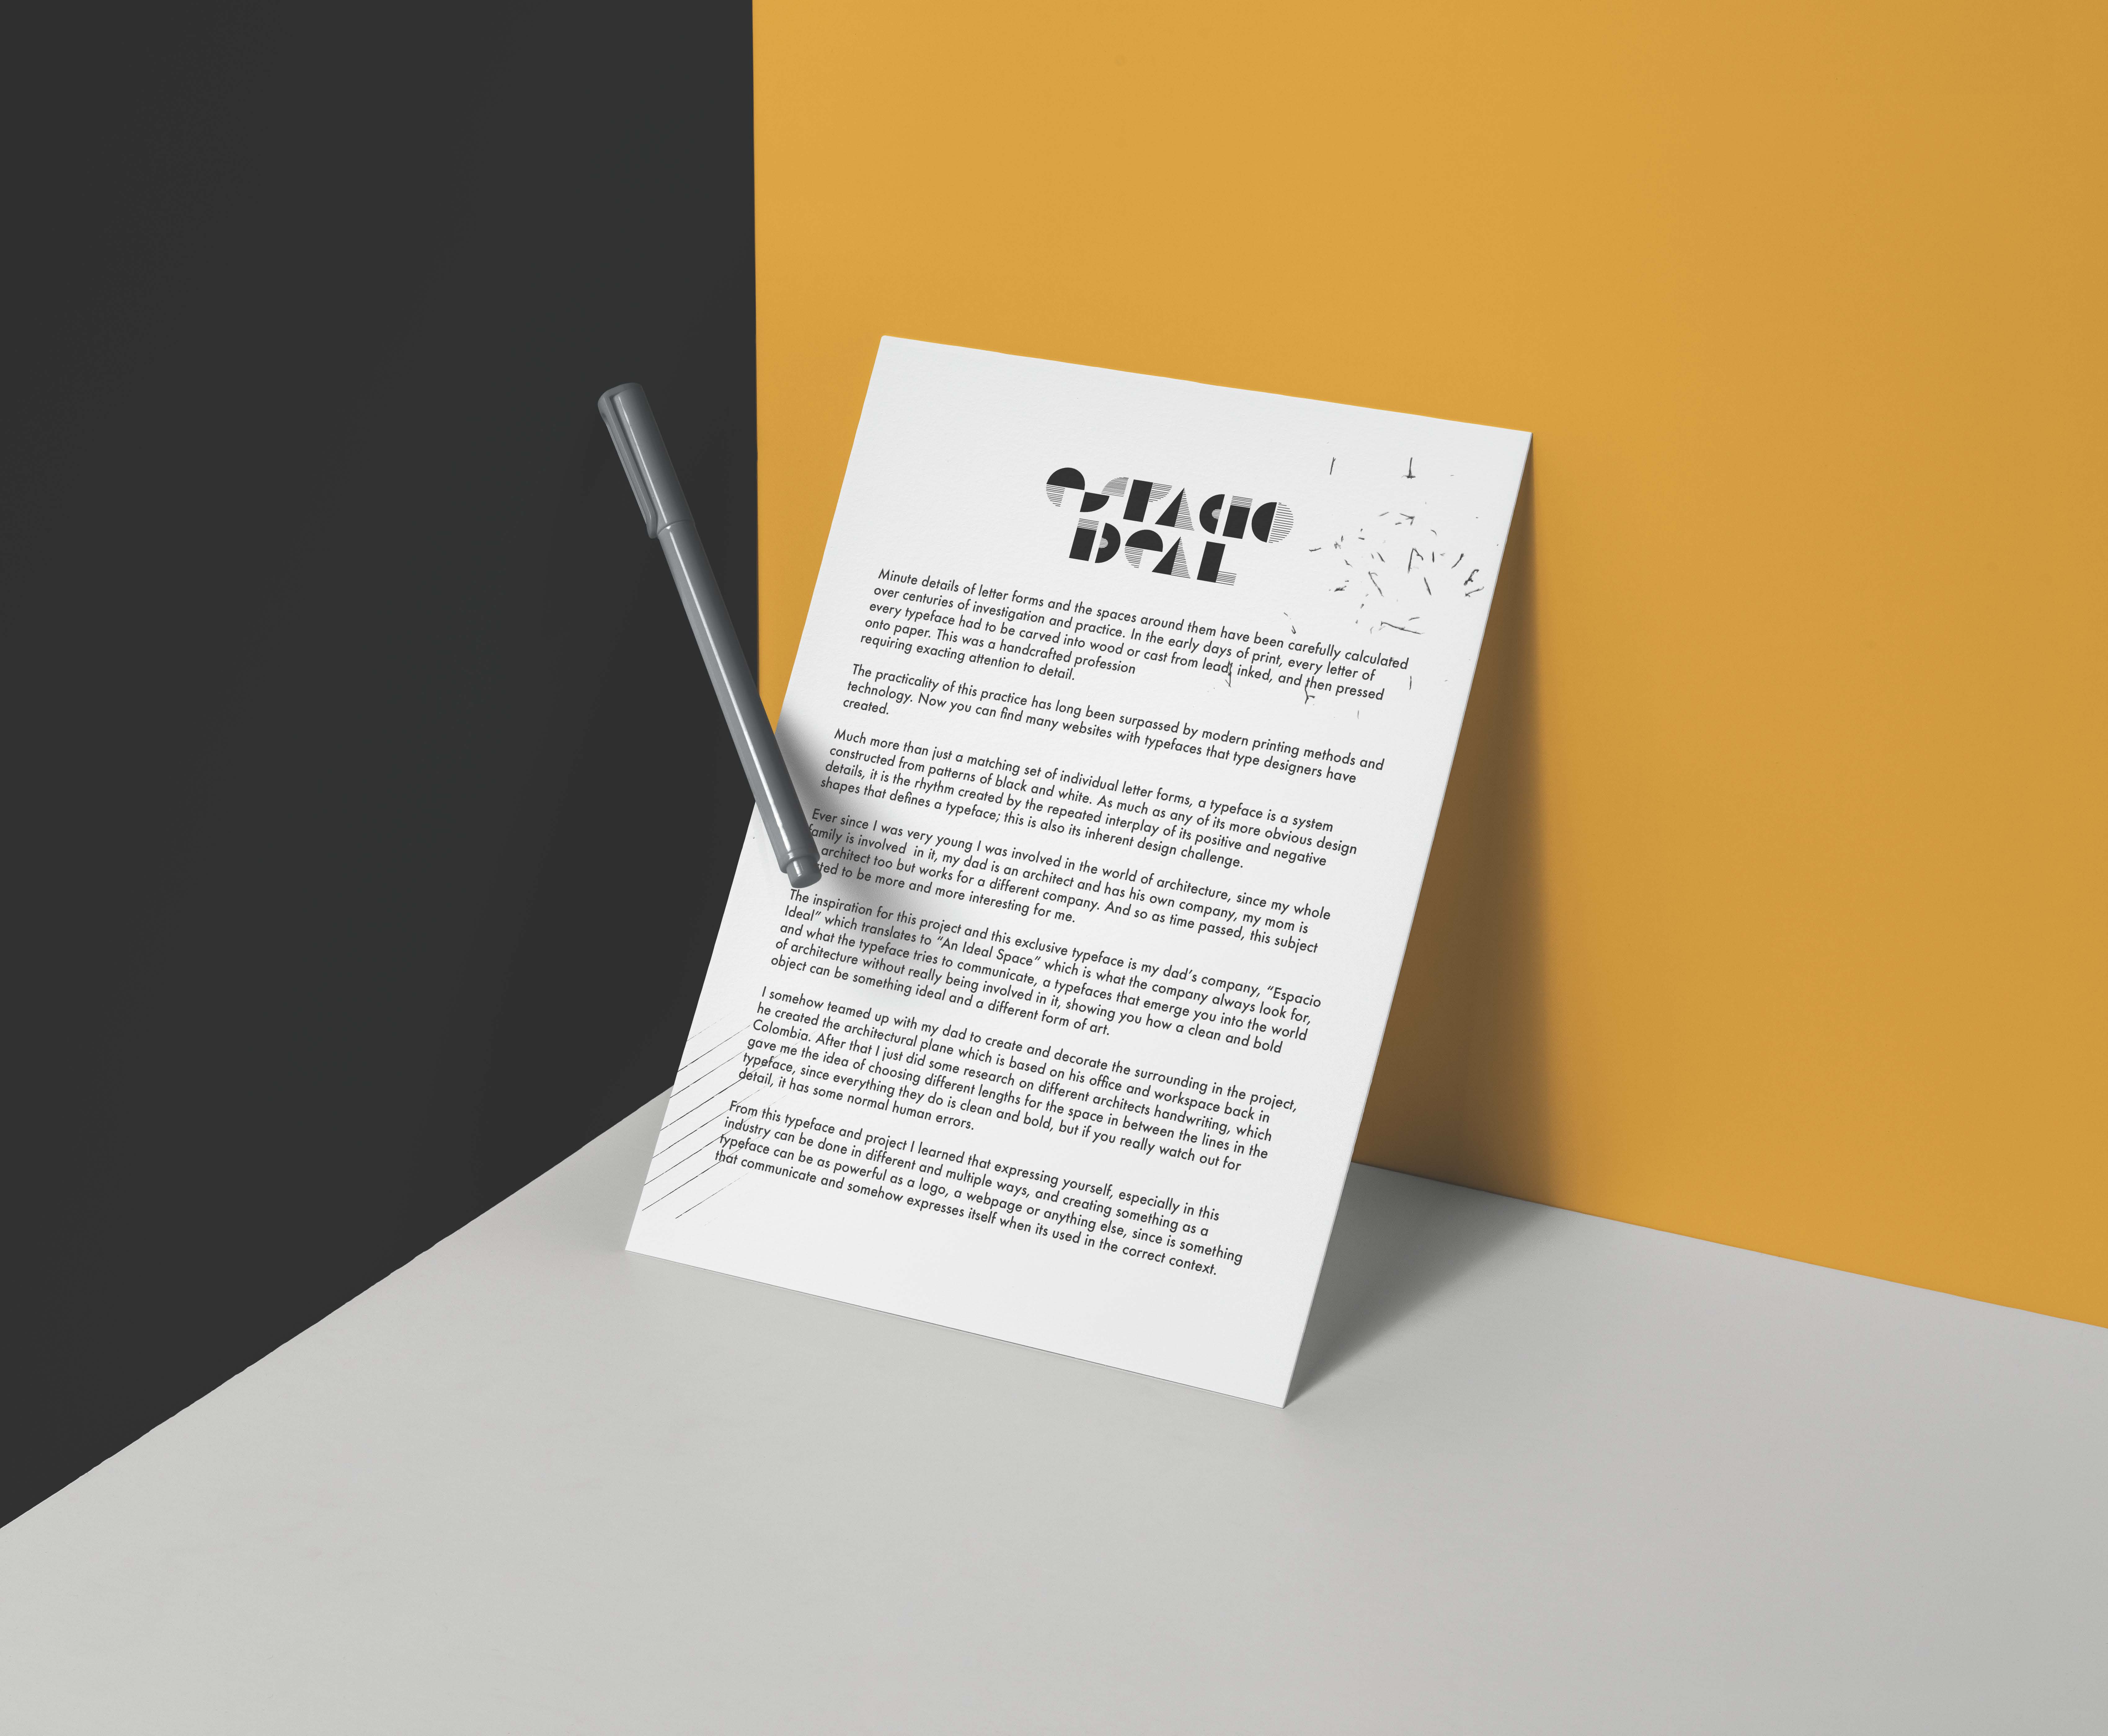 ESPACIO
IDEAL
Minute details of letter forms and the spaces around them have been carefully calculated
over centuries of investigation and practice. In the early days of print, every letter of
every typeface had to be carved into wood or cast from lead, inked, and then pressed
onto paper. This was a handcrafted profession
requiring exacting attention to detail.
The practicality of this practice has long been surpassed by modern printing methods and
technology. Now you can find many websites with typefaces that type designers have
created.
Much more than just a matching set of individual letter forms, a typeface is a system
constructed from patterns of black and white. As much as any of its more obvious design
details, it is the rhythm created by the repeated interplay of its positive and negative
shapes that defines a typeface; this is also its inherent design challenge.
Ever since I was very young I was involved in the world of architecture, since my whole
family is involved in it, my dad is an architect and has his own company, my mom is
architect too but works for a different company. And so as time passed, this subject
ted to be more and more interesting for me.
The inspiration for this project and this exclusive typeface is my dad's company, “Espacio
Ideal” which translates to “An Ideal Space” which is what the company always look for,
and what the typeface tries to communicate, a typefaces that emerge you into the world
of architecture without really being involved in it, showing you how a clean and bold
object can be something ideal and a different form of art.
I somehow teamed up with my dad to create and decorate the surrounding in the project,
he created the architectural plane which is based on his office and workspace back in
Colombia. After that I just did some research on different architects handwriting, which
gave me the idea of choosing different lengths for the space in between the lines in the
typeface, since everything they do is clean and bold, but if you really watch out for
detail, it has some normal human errors.
From this typeface and project I learned that expressing yourself, especially in this
industry can be done in different and multiple ways, and creating something as a
typeface can be as powerful as a logo, a webpage or anything else, since is something
that communicate and somehow expresses itself when its used in the correct context.